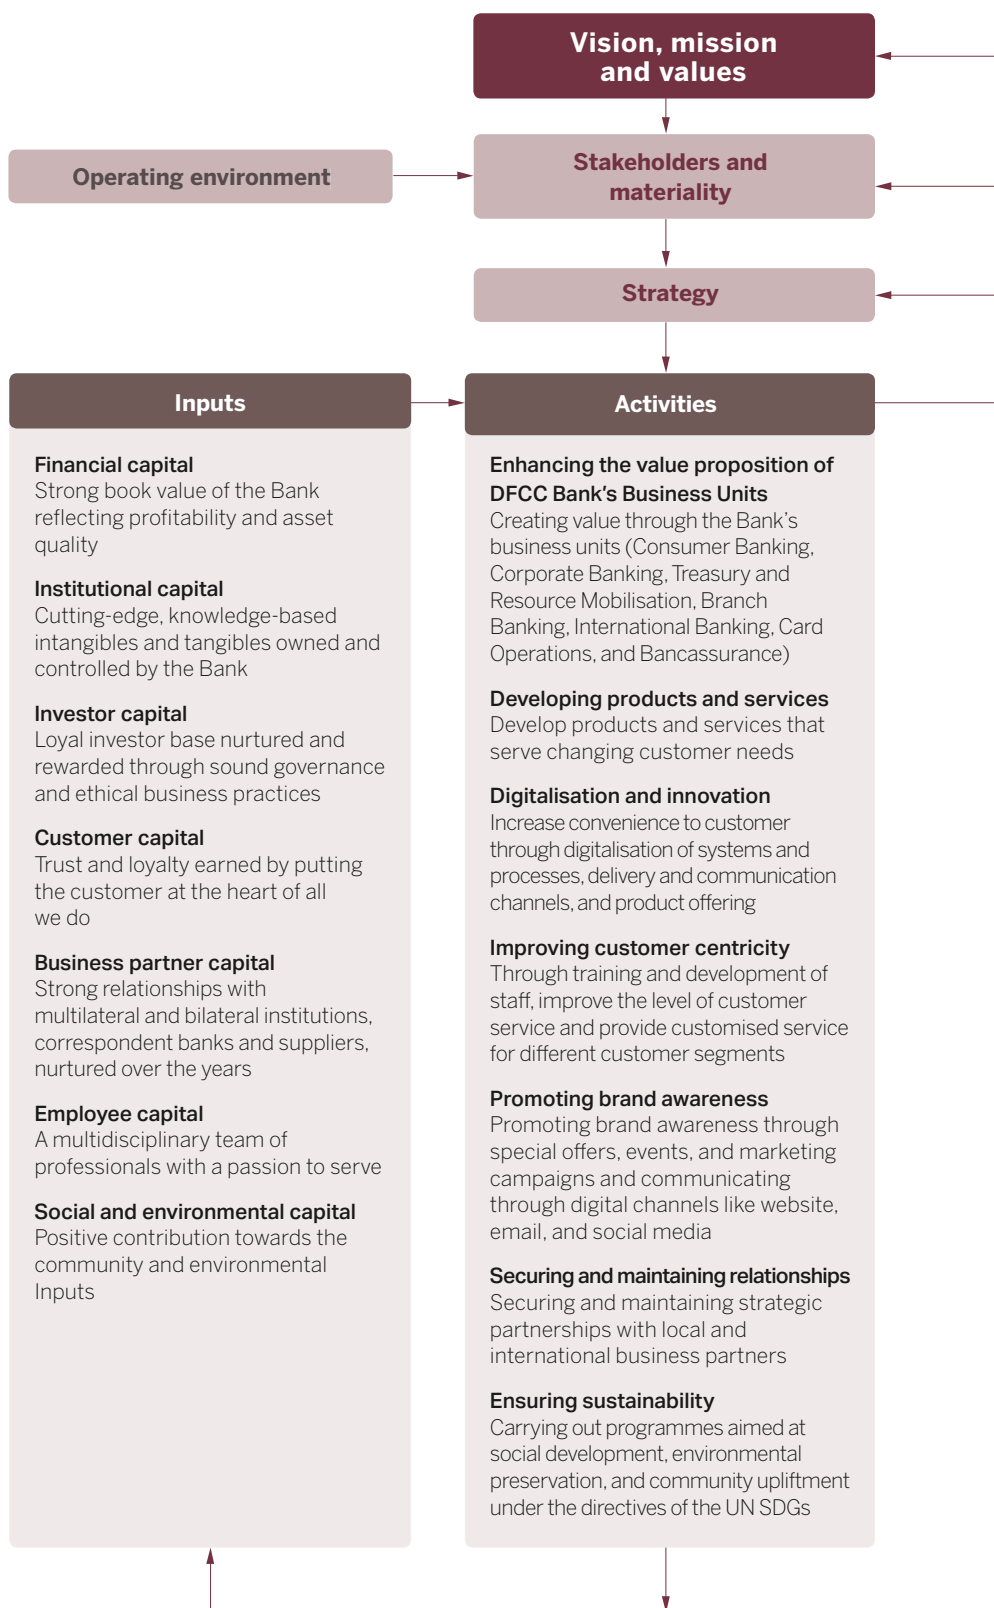 Vision, mission
and values
Operating environment
Stakeholders and
materiality
Strategy
Inputs
Financial capital
Strong book value of the Bank
reflecting profitability and asset
quality
Institutional capital
Cutting-edge, knowledge-based
intangibles and tangibles owned and
controlled by the Bank
Investor capital
Loyal investor base nurtured and
rewarded through sound governance
and ethical business practices
Customer capital
Trust and loyalty earned by putting
the customer at the heart of all
we do
Business partner capital
Strong relationships with
multilateral and bilateral institutions,
correspondent banks and suppliers,
nurtured over the years
Employee capital
A multidisciplinary team of
professionals with a passion to serve
Social and environmental capital
Positive contribution towards the
community and environmental
Inputs
Activities
Enhancing the value proposition of
DFCC Bank's Business Units
Creating value through the Bank's
business units (Consumer Banking,
Corporate Banking, Treasury and
Resource Mobilisation, Branch
Banking, International Banking, Card
Operations, and Bancassurance)
Developing products and services
Develop products and services that
serve changing customer needs
Digitalisation and innovation
Increase convenience to customer
through digitalisation of systems and
processes, delivery and communication
channels, and product offering
Improving customer centricity
Through training and development of
staff, improve the level of customer
service and provide customised service
for different customer segments
Promoting brand awareness
Promoting brand awareness through
special offers, events, and marketing
campaigns and communicating
through digital channels like website,
email, and social media
Securing and maintaining relationships
Securing and maintaining strategic
partnerships with local and
international business partners
Ensuring sustainability
Carrying out programmes aimed at
social development, environmental
preservation, and community upliftment
under the directives of the UN SDGs